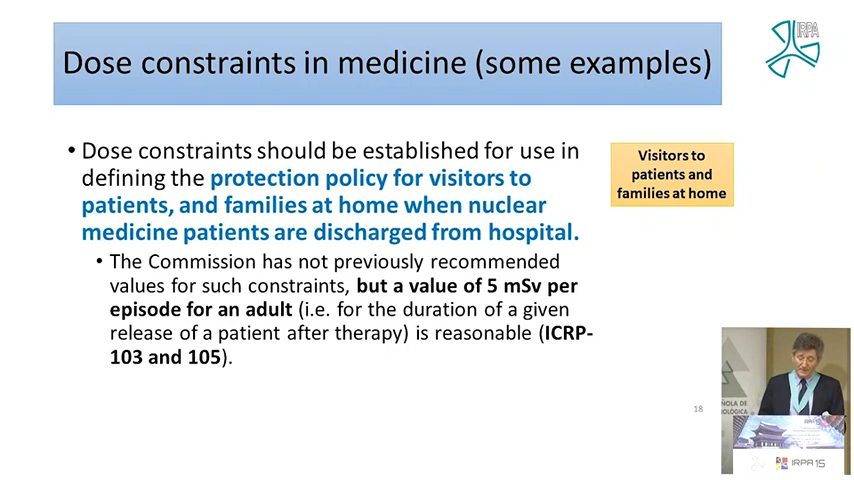 Dose constraints in medicine (some examples)
IRPA
• Dose constraints should be established for use in
defining the protection policy for visitors to
patients, and families at home when nuclear
medicine patients are discharged from hospital.
Visitors to
patients and
families at home
• The Commission has not previously recommended
values for such constraints, but a value of 5 mSv per
episode for an adult (i.e. for the duration of a given
release of a patient after therapy) is reasonable (ICRP-
103 and 105).
18
IRPA 15